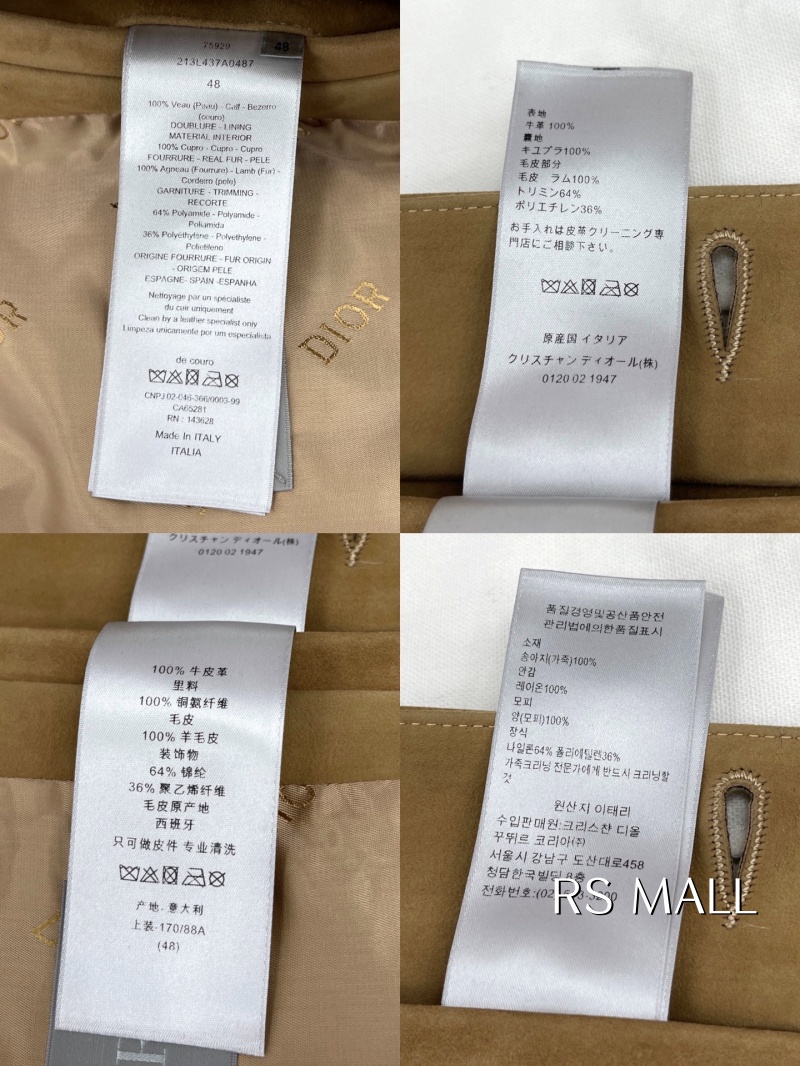 75929
48
213L437A0487
48
100% Veau (Peau) - Calf - Bezerro
(couro)
DOUBLURE - LINING
MATERIAL INTERIOR
100% Cupro - Cupro - Cupro
FOURRURE - REAL FUR - PELE
100% Agneau (Fourrure) - Lamb (Fur) -
Cordeiro (pele)
GARNITURE - TRIMMING -
RECORTE
64% Polyamide - Polyamide -
Poliamida
36% Polyéthylène - Polyethylene -
Polietileno
ORIGINE FOURRURE - FUR ORIGIN
- ORIGEM PELE
ESPAGNE- SPAIN -ESPANHA
Nettoyage par un spécialiste
du cuir uniquement
Clean by a leather specialist only
Limpeza unicamente por um especialista
de couro
CNPJ 02-046-366/0003-99
CA65281
RN : 143628
Made In ITALY
ITALIA
DIOR
表地
牛革 100%
裏地
キユプラ100%
毛皮部分
毛皮 ラム100%
トリミン64%
ポリエチレン36%
お手入れは皮革クリーニング専
門店にご相談下さい。
原産国 イタリア
クリスチャン ディオール(株)
0120 02 1947
クリスチャン ディオール(株)
0120 02 1947
100% 牛皮革
里料
100% 铜氨纤维
毛皮
100% 羊毛皮
装饰物
64% 锦纶
36% 聚乙烯纤维
毛皮原产地
西班牙
只可做皮件 专业清洗
产地-意大利
上装-170/88A
(48)
품질경영및공산품안전
관리법에의한품질표시
소재
송아지(가죽)100%
안감
레이온100%
모피
양(모피)100%
장식
나일론64% 폴리에틸렌36%
가죽크리닝 전문가에게 반드시 크리닝할
것
원산지 이태리
수입판매원:크리스챤 디올
꾸뛰르 코리아㈜
서울시 강남구 도산대로458
청담한국빌딩 8층
전화번호:(02
RS MALL